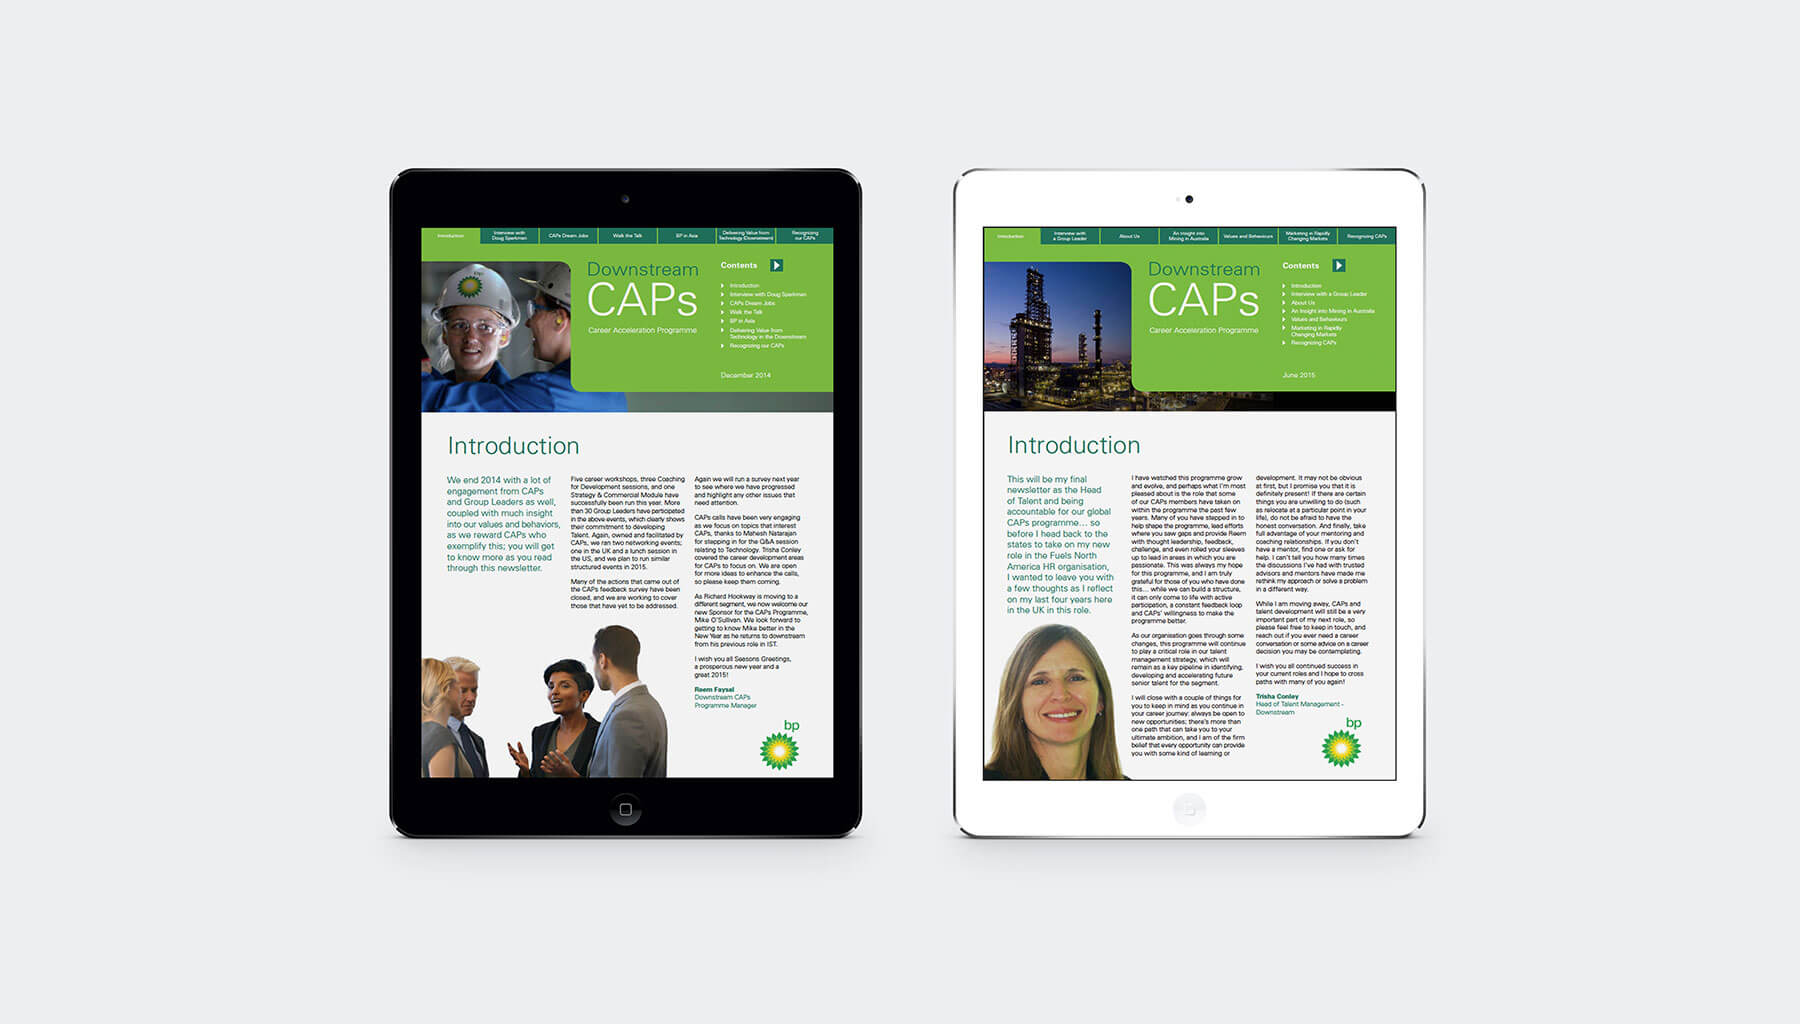 Introduction
Interview with
Doug Sparkman
CAPs Dream Jobs
Walk the Talk
BP in Asia
Delivering Value from
Technology (Downstream)
Recognizing
our CAPs
bp
Downstream
CAPs
Career Acceleration Programme
Contents
Introduction
Interview with Doug Sparkman
CAPs Dream Jobs
Walk the Talk
BP in Asia
Delivering Value from
Technology in the Downstream
Recognizing our CAPs
December 2014
Introduction
We end 2014 with a lot of
engagement from CAPs
and Group Leaders as well,
coupled with much insight
into our values and behaviors,
as we reward CAPs who
exemplify this; you will get
to know more as you read
through this newsletter.
Five career workshops, three Coaching
for Development sessions, and one
Strategy & Commercial Module have
successfully been run this year. More
than 30 Group Leaders have participated
in the above events, which clearly shows
their commitment to developing
Talent. Again, owned and facilitated by
CAPs, we ran two networking events;
one in the UK and a lunch session in
the US, and we plan to run similar
structured events in 2015.
Many of the actions that came out of
the CAPs feedback survey have been
closed, and we are working to cover
those that have yet to be addressed.
Again we will run a survey next year
to see where we have progressed
and highlight any other issues that
need attention.
CAPs calls have been very engaging
as we focus on topics that interest
CAPs, thanks to Mahesh Natarajan
for stepping in for the Q&A session
relating to Technology. Trisha Conley
covered the career development areas
for CAPs to focus on. We are open
for more ideas to enhance the calls,
so please keep them coming.
As Richard Hookway is moving to a
different segment, we now welcome our
new Sponsor for the CAPs Programme,
Mike O'Sullivan. We look forward to
getting to know Mike better in the
New Year as he returns to downstream
from his previous role in IST.
I wish you all Seasons Greetings,
a prosperous new year and a
great 2015!
Reem Faysal
Downstream CAPs
Programme Manager
bp
Introduction
Interview with
a Group Leader
About Us
An Insight into
Mining in Australia
Values and Behaviours
Marketing in Rapidly
Changing Markets
Recognizing CAPs
Downstream
CAPs
Career Acceleration Programme
Contents
Introduction
Interview with a Group Leader
About Us
An Insight into Mining in Australia
Values and Behaviours
Marketing in Rapidly
Changing Markets
Recognizing CAPs
June 2015
Introduction
This will be my final
newsletter as the Head
of Talent and being
accountable for our global
CAPs programme… so
before I head back to the
states to take on my new
role in the Fuels North
America HR organisation,
I wanted to leave you with
a few thoughts as I reflect
on my last four years here
in the UK in this role.
I have watched this programme grow
and evolve, and perhaps what I'm most
pleased about is the role that some
of our CAPs members have taken on
within the programme the past few
years. Many of you have stepped in to
help shape the programme, lead efforts
where you saw gaps and provide Reem
with thought leadership, feedback,
challenge, and even rolled your sleeves
up to lead in areas in which you are
passionate. This was always my hope
for this programme, and I am truly
grateful for those of you who have done
this… while we can build a structure,
it can only come to life with active
participation, a constant feedback loop
and CAPs' willingness to make the
programme better.
As our organisation goes through some
changes, this programme will continue
to play a critical role in our talent
management strategy, which will
remain as a key pipeline in identifying,
developing and accelerating future
senior talent for the segment.
I will close with a couple of things for
you to keep in mind as you continue in
your career journey: always be open to
new opportunities; there's more than
one path that can take you to your
ultimate ambition, and I am of the firm
belief that every opportunity can provide
you with some kind of learning or
development. It may not be obvious
at first, but I promise you that it is
definitely present! If there are certain
things you are unwilling to do (such
as relocate at a particular point in your
life), do not be afraid to have the
honest conversation. And finally, take
full advantage of your mentoring and
coaching relationships. If you don't
have a mentor, find one or ask for
help. I can't tell you how many times
the discussions I've had with trusted
advisors and mentors have made me
rethink my approach or solve a problem
in a different way.
While I am moving away, CAPs and
talent development will still be a very
important part of my next role, so
please feel free to keep in touch, and
reach out if you ever need a career
conversation or some advice on a career
decision you may be contemplating.
I wish you all continued success in
your current roles and I hope to cross
paths with many of you again!
Trisha Conley
Head of Talent Management -
Downstream
bp